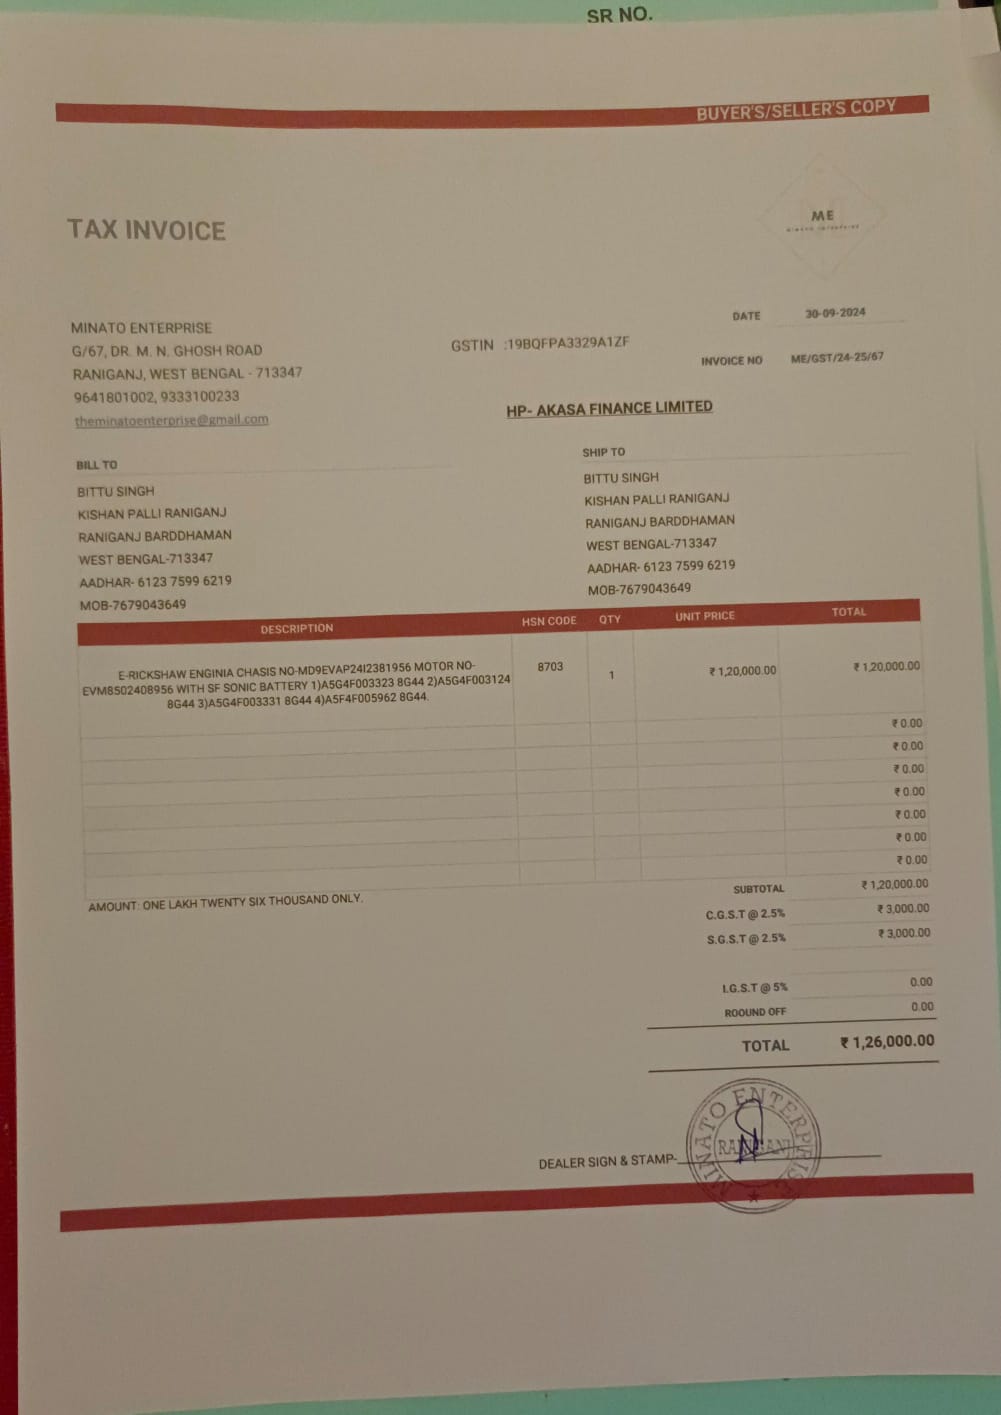 SR NO.
BUYER'S/SELLER'S COPY
TAX INVOICE
ME
MINATO ENTERPRISE
MINATO ENTERPRISE
G/67, DR. M. N. GHOSH ROAD
RANIGANJ, WEST BENGAL - 713347
9641801002, 9333100233
theminatoenterprise@gmail.com
GSTIN :19BQFPA3329A1ZF
DATE 30-09-2024
INVOICE NO ME/GST/24-25/67
HP- AKASA FINANCE LIMITED
BILL TO
BITTU SINGH
KISHAN PALLI RANIGANJ
RANIGANJ BARDDHAMAN
WEST BENGAL-713347
AADHAR- 6123 7599 6219
MOB-7679043649
SHIP TO
BITTU SINGH
KISHAN PALLI RANIGANJ
RANIGANJ BARDDHAMAN
WEST BENGAL-713347
AADHAR- 6123 7599 6219
MOB-7679043649
DESCRIPTION HSN CODE QTY UNIT PRICE TOTAL
E-RICKSHAW ENGINIA CHASIS NO-MD9EVAP24I2381956 MOTOR NO-
EVM8502408956 WITH SF SONIC BATTERY 1)A5G4F003323 8G44 2)A5G4F003124
8G44 3)A5G4F003331 8G44 4)A5F4F005962 8G44.
8703 1 ₹ 1,20,000.00 ₹ 1,20,000.00
₹ 0.00
₹ 0.00
₹ 0.00
₹ 0.00
₹ 0.00
₹ 0.00
₹ 0.00
AMOUNT: ONE LAKH TWENTY SIX THOUSAND ONLY.
SUBTOTAL ₹ 1,20,000.00
C.G.S.T @ 2.5% ₹ 3,000.00
S.G.S.T @ 2.5% ₹ 3,000.00
I.G.S.T @ 5% 0.00
ROOUND OFF 0.00
TOTAL ₹ 1,26,000.00
DEALER SIGN & STAMP-
MINATO ENTERPRISE
RANIGANJ